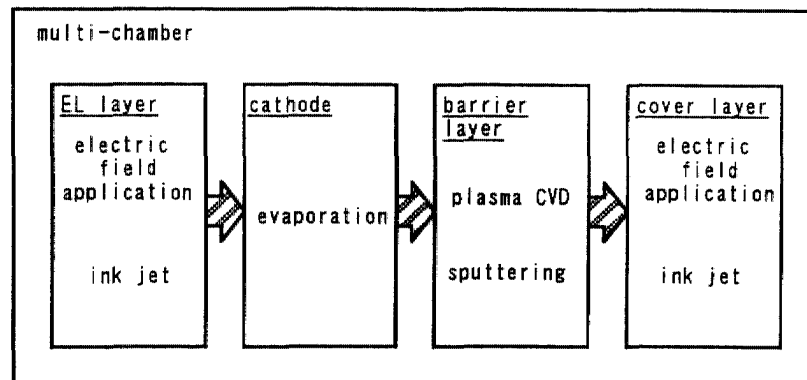 multi-chamber
EL layer
electric
field
application
ink jet
cathode
evaporation
barrier
layer
plasma CVD
sputtering
cover layer
electric
field
application
ink jet